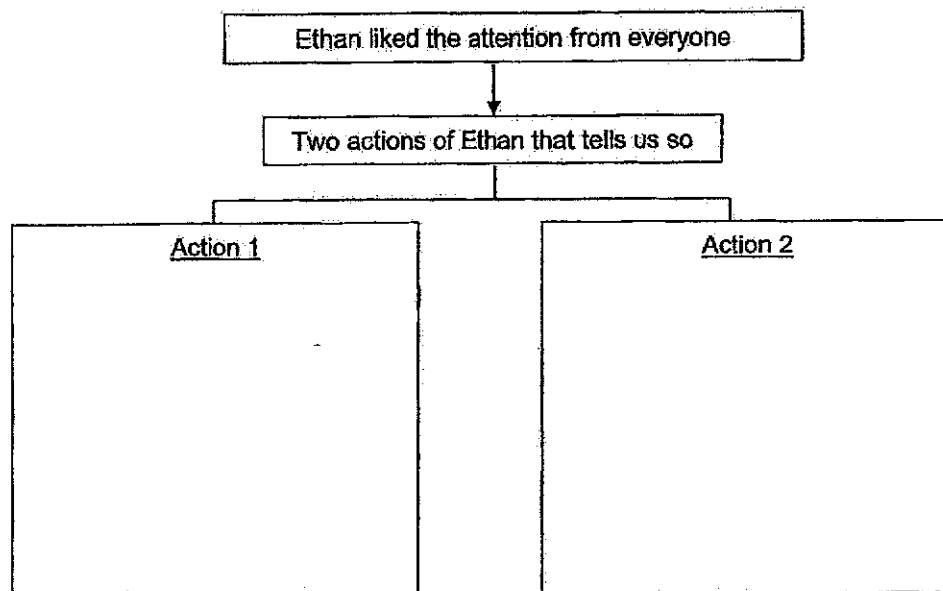 Ethan liked the attention from everyone
Two actions of Ethan that tells us so
Action 1
Action 2